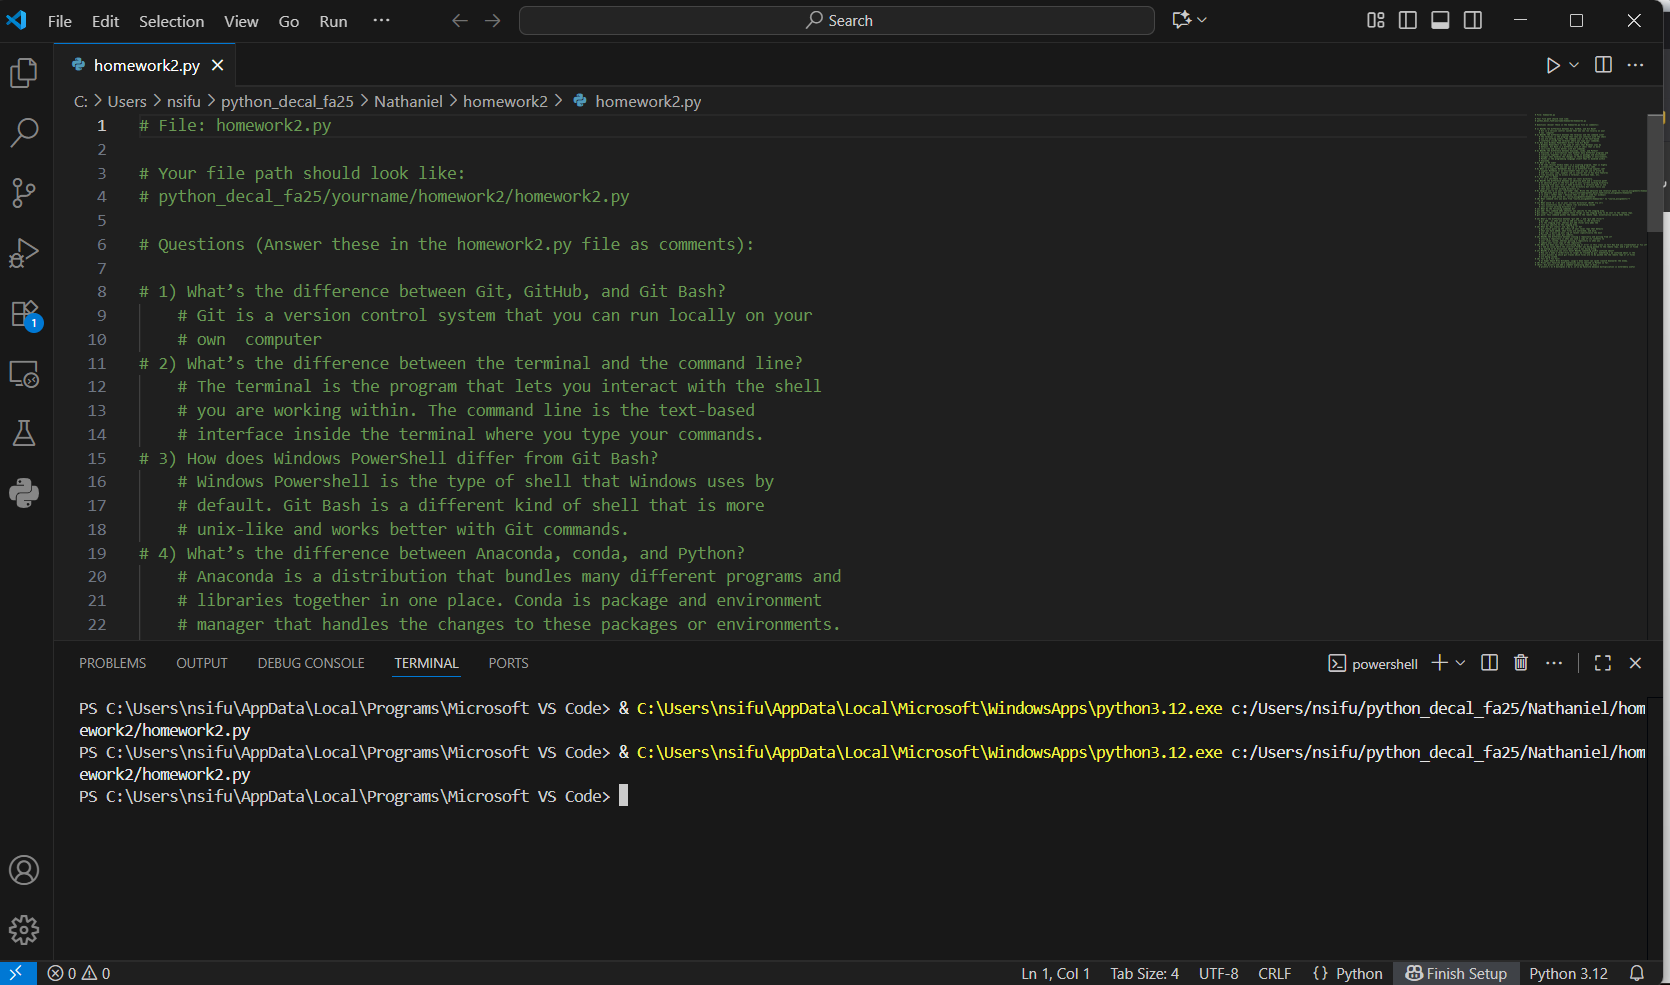 File Edit Selection View Go Run ··· Search
homework2.py
C: > Users > nsifu > python_decal_fa25 > Nathaniel > homework2 > homework2.py
1 # File: homework2.py
2
3 # Your file path should look like:
4 # python_decal_fa25/yourname/homework2/homework2.py
5
6 # Questions (Answer these in the homework2.py file as comments):
7
8 # 1) What’s the difference between Git, GitHub, and Git Bash?
9 # Git is a version control system that you can run locally on your
10 # own  computer
11 # 2) What’s the difference between the terminal and the command line?
12 # The terminal is the program that lets you interact with the shell
13 # you are working within. The command line is the text-based
14 # interface inside the terminal where you type your commands.
15 # 3) How does Windows PowerShell differ from Git Bash?
16 # Windows Powershell is the type of shell that Windows uses by
17 # default. Git Bash is a different kind of shell that is more
18 # unix-like and works better with Git commands.
19 # 4) What’s the difference between Anaconda, conda, and Python?
20 # Anaconda is a distribution that bundles many different programs and
21 # libraries together in one place. Conda is package and environment
22 # manager that handles the changes to these packages or environments.
1
PROBLEMS OUTPUT DEBUG CONSOLE TERMINAL PORTS powershell
PS C:\Users\nsifu\AppData\Local\Programs\Microsoft VS Code> & C:\Users\nsifu\AppData\Local\Microsoft\WindowsApps\python3.12.exe c:/Users/nsifu/python_decal_fa25/Nathaniel/hom
ework2/homework2.py
PS C:\Users\nsifu\AppData\Local\Programs\Microsoft VS Code> & C:\Users\nsifu\AppData\Local\Microsoft\WindowsApps\python3.12.exe c:/Users/nsifu/python_decal_fa25/Nathaniel/hom
ework2/homework2.py
PS C:\Users\nsifu\AppData\Local\Programs\Microsoft VS Code>
0 0 Ln 1, Col 1 Tab Size: 4 UTF-8 CRLF {} Python Finish Setup Python 3.12